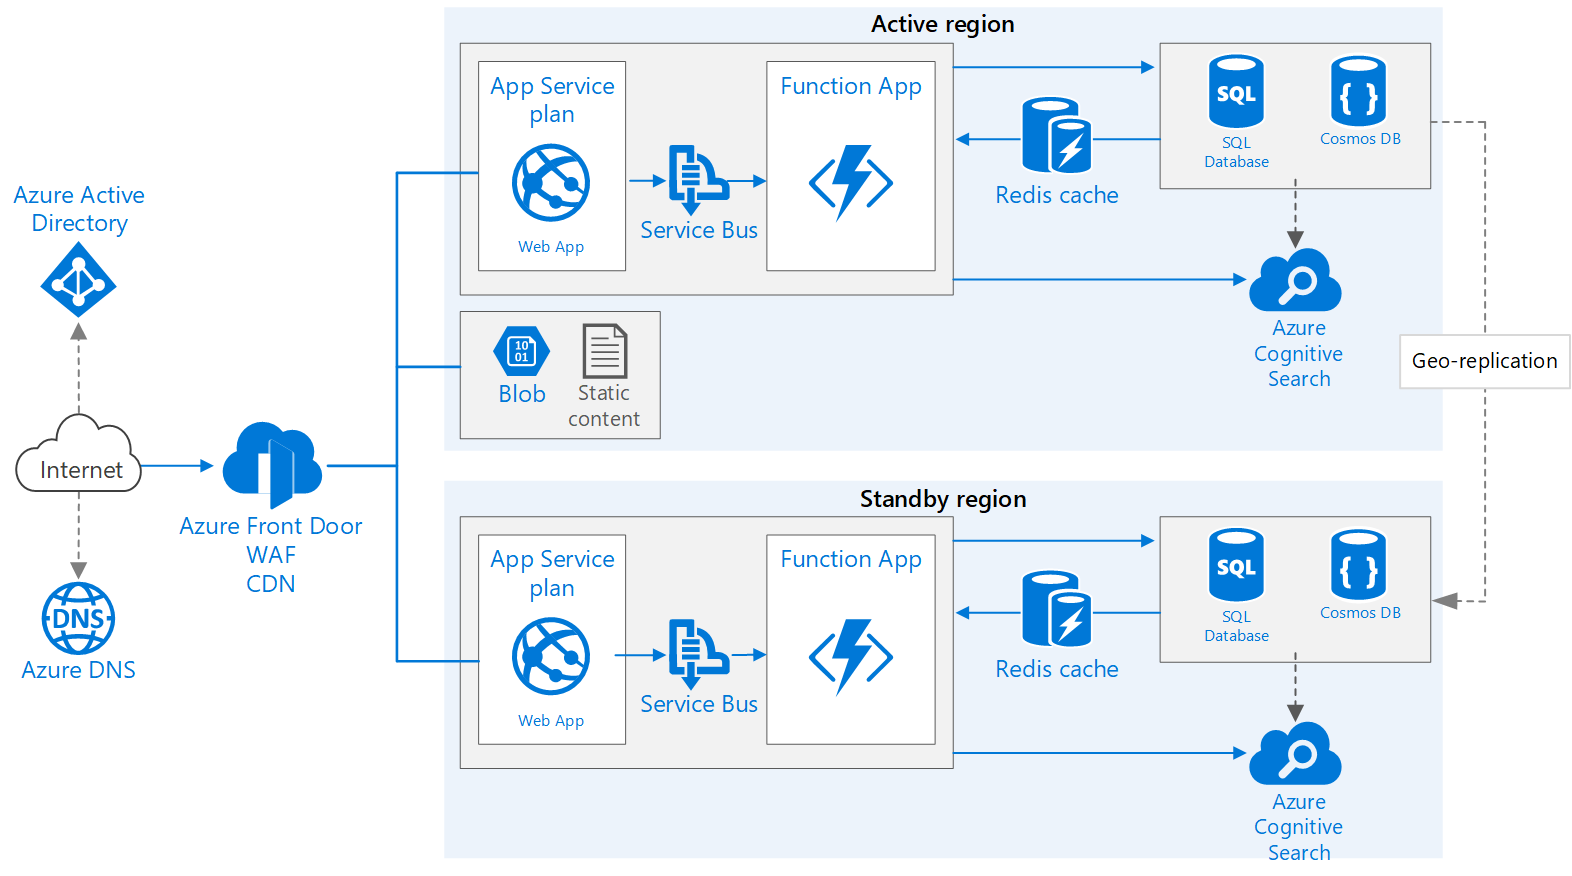 Active region
App Service
plan
Web App
Service Bus
Function App
Redis cache
SQL
SQL
Database
{ }
Cosmos DB
Azure
Cognitive
Search
10
01
Blob
Static
content
Geo-replication
Azure Active
Directory
Internet
DNS
Azure DNS
Azure Front Door
WAF
CDN
Standby region
App Service
plan
Web App
Service Bus
Function App
Redis cache
SQL
SQL
Database
{ }
Cosmos DB
Azure
Cognitive
Search